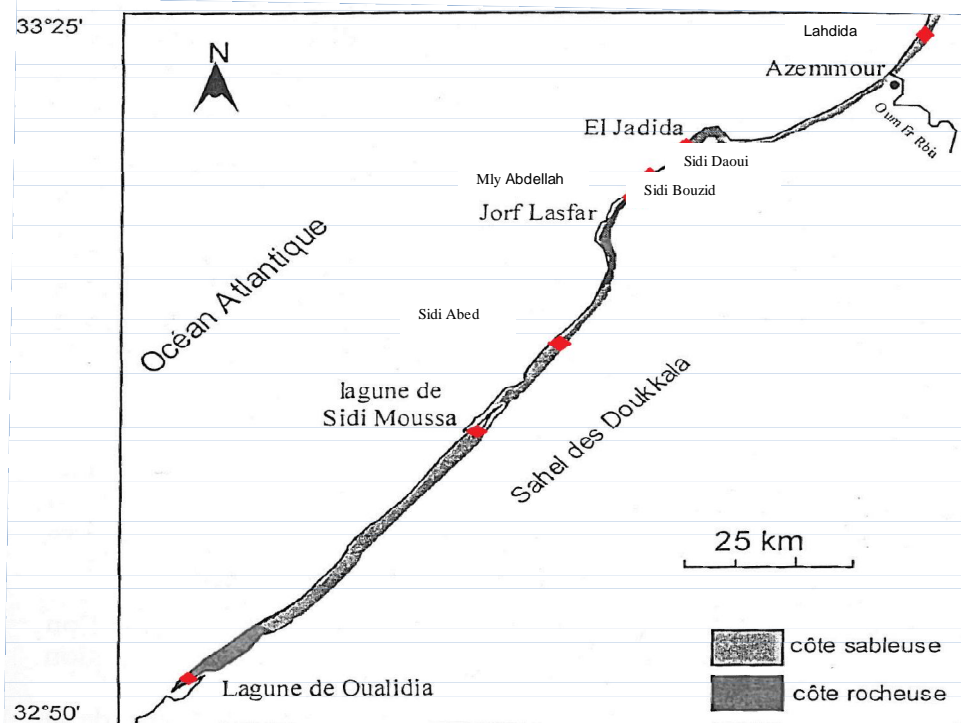 33°25'
Lahdida
N
Azemmour
Oum Er Rbia
El Jadida
Sidi Daoui
Mly Abdellah
Sidi Bouzid
Jorf Lasfar
Océan Atlantique
Sidi Abed
lagune de
Sidi Moussa
Sahel des Doukkala
25 km
côte sableuse
côte rocheuse
Lagune de Oualidia
32°50'